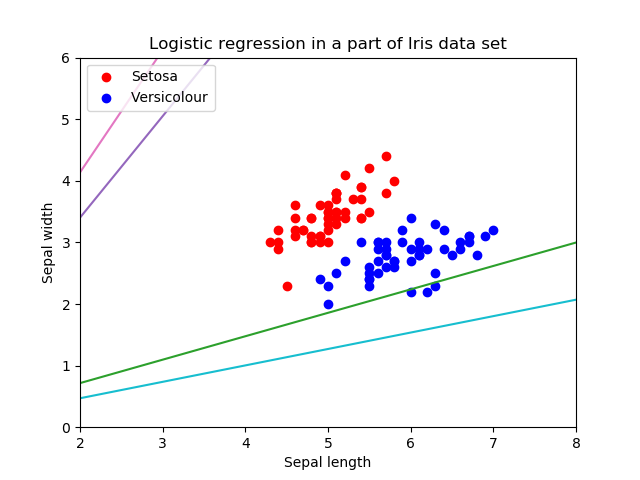 Logistic regression in a part of Iris data set
Setosa
Versicolour
6
5
4
3
2
1
0
Sepal width
2 3 4 5 6 7 8
Sepal length